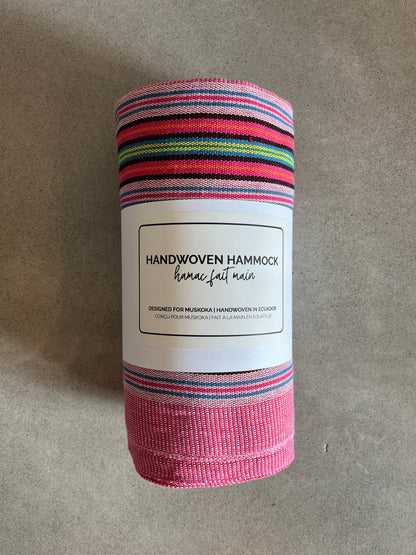 HANDWOVEN HAMMOCK
hamac fait main
DESIGNED FOR MUSKOKA | HANDWOVEN IN ECUADOR
CONÇU POUR MUSKOKA | FAIT À LA MAIN EN ÉQUATEUR